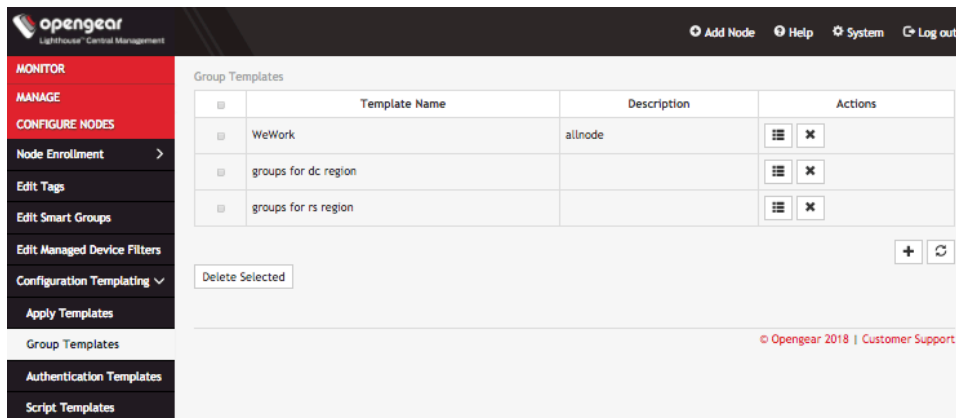 opengear
Lighthouse™ Central Management
Add Node Help System Log out
MONITOR
MANAGE
CONFIGURE NODES
Node Enrollment
Edit Tags
Edit Smart Groups
Edit Managed Device Filters
Configuration Templating
Apply Templates
Group Templates
Authentication Templates
Script Templates
Group Templates
Template Name Description Actions
WeWork allnode
groups for dc region
groups for rs region
Delete Selected
© Opengear 2018 | Customer Support